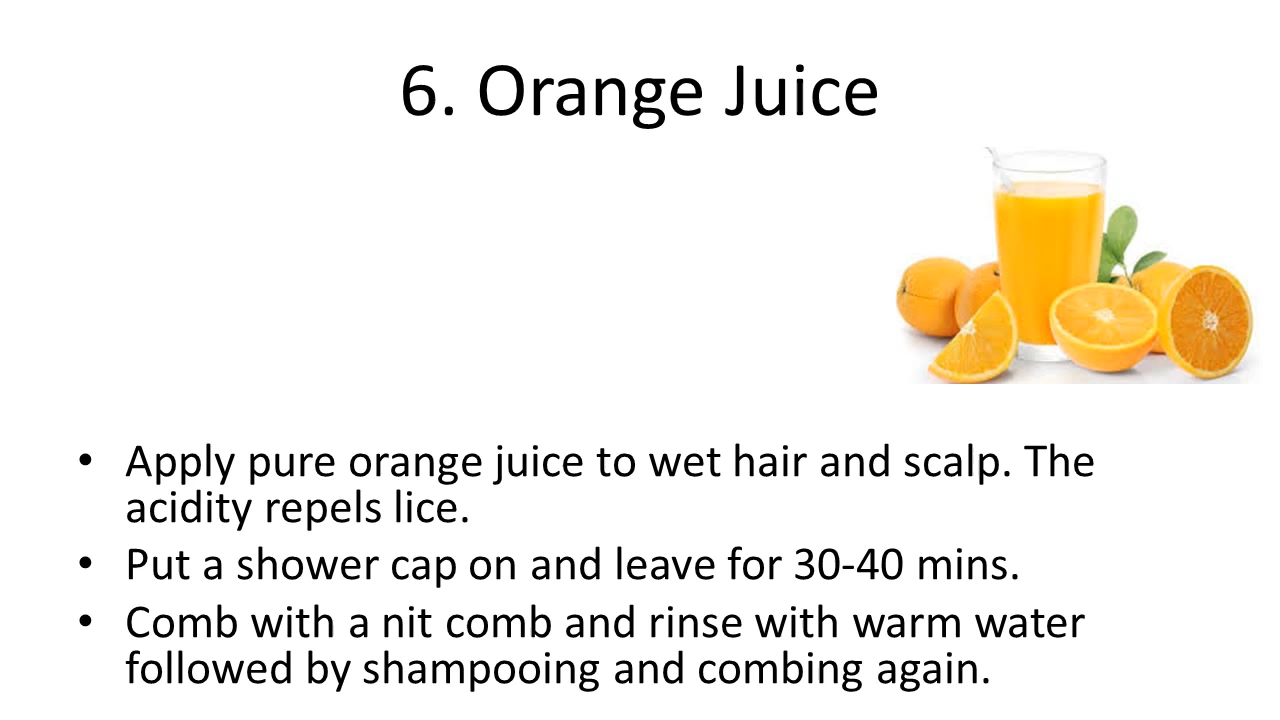 6. Orange Juice
• Apply pure orange juice to wet hair and scalp. The
acidity repels lice.
• Put a shower cap on and leave for 30-40 mins.
• Comb with a nit comb and rinse with warm water
followed by shampooing and combing again.